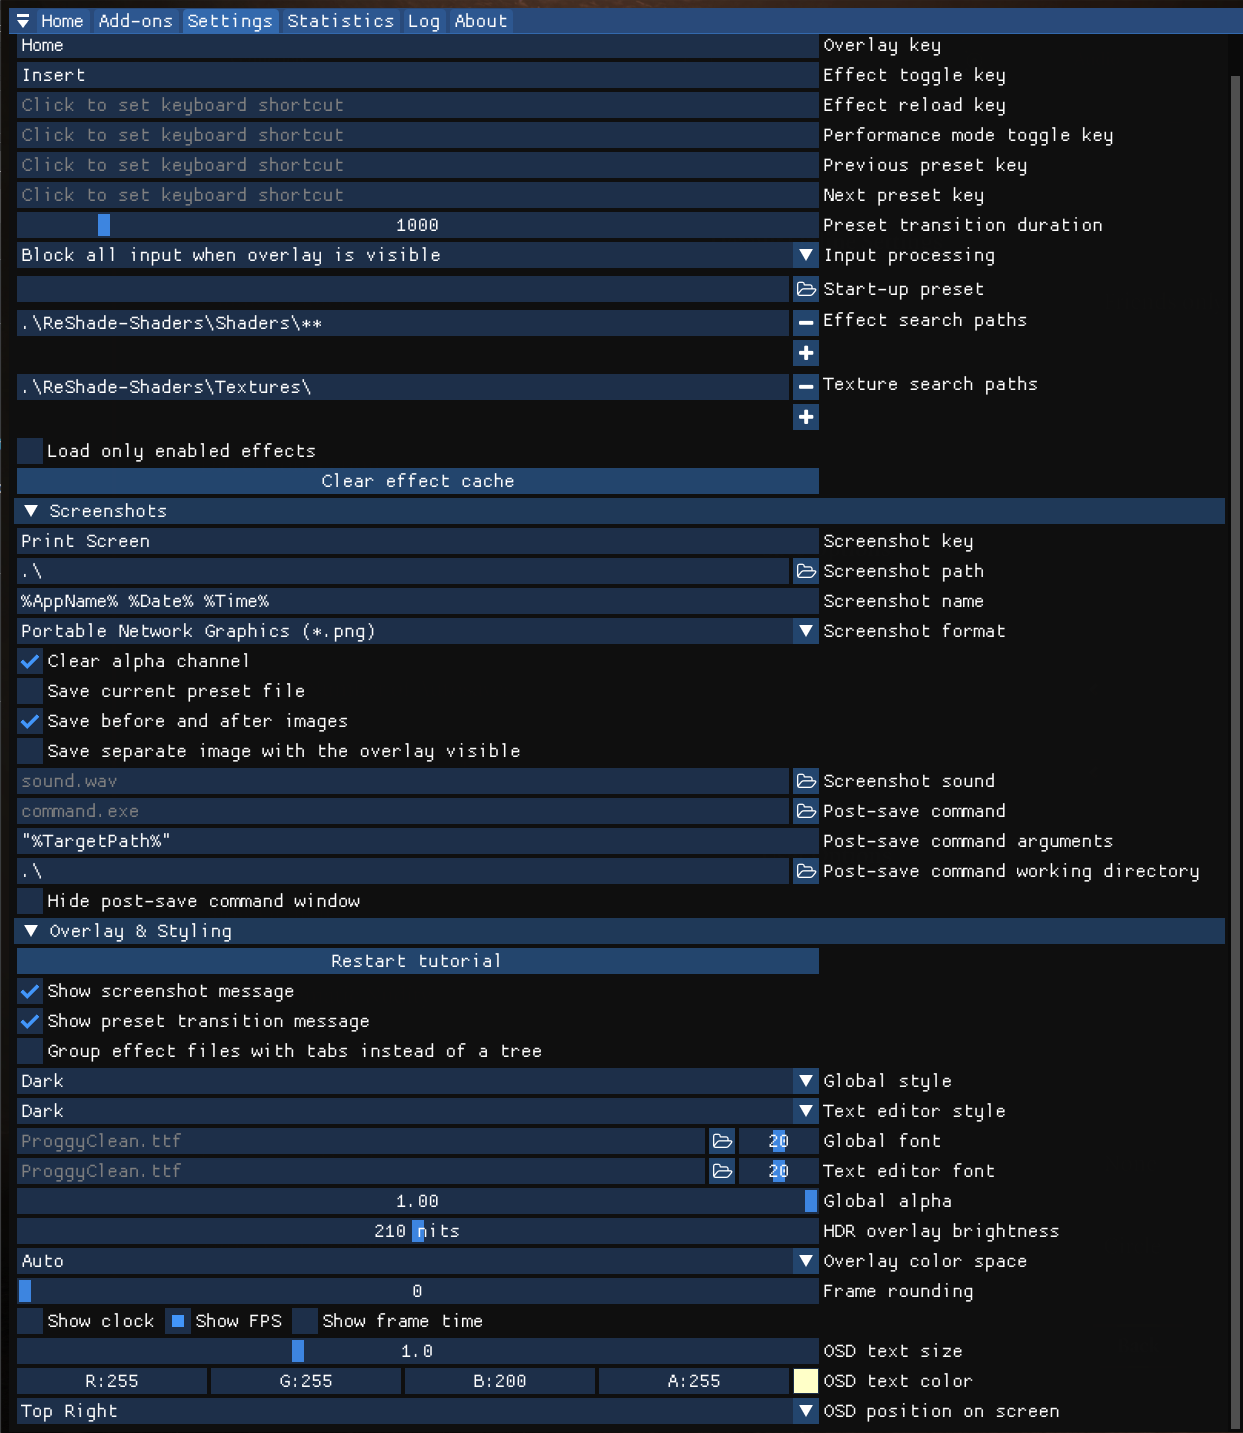 Home Add-ons Settings Statistics Log About
Home Overlay key
Insert Effect toggle key
Click to set keyboard shortcut Effect reload key
Click to set keyboard shortcut Performance mode toggle key
Click to set keyboard shortcut Previous preset key
Click to set keyboard shortcut Next preset key
1000 Preset transition duration
Block all input when overlay is visible Input processing
Start-up preset
.\ReShade-Shaders\Shaders\** Effect search paths
.\ReShade-Shaders\Textures\ Texture search paths
Load only enabled effects
Clear effect cache
Screenshots
Print Screen Screenshot key
.\ Screenshot path
%AppName% %Date% %Time% Screenshot name
Portable Network Graphics (*.png) Screenshot format
Clear alpha channel
Save current preset file
Save before and after images
Save separate image with the overlay visible
sound.wav Screenshot sound
command.exe Post-save command
"%TargetPath%" Post-save command arguments
.\ Post-save command working directory
Hide post-save command window
Overlay & Styling
Restart tutorial
Show screenshot message
Show preset transition message
Group effect files with tabs instead of a tree
Dark Global style
Dark Text editor style
ProggyClean.ttf 20 Global font
ProggyClean.ttf 20 Text editor font
1.00 Global alpha
210 nits HDR overlay brightness
Auto Overlay color space
0 Frame rounding
Show clock Show FPS Show frame time
1.0 OSD text size
R:255 G:255 B:200 A:255 OSD text color
Top Right OSD position on screen